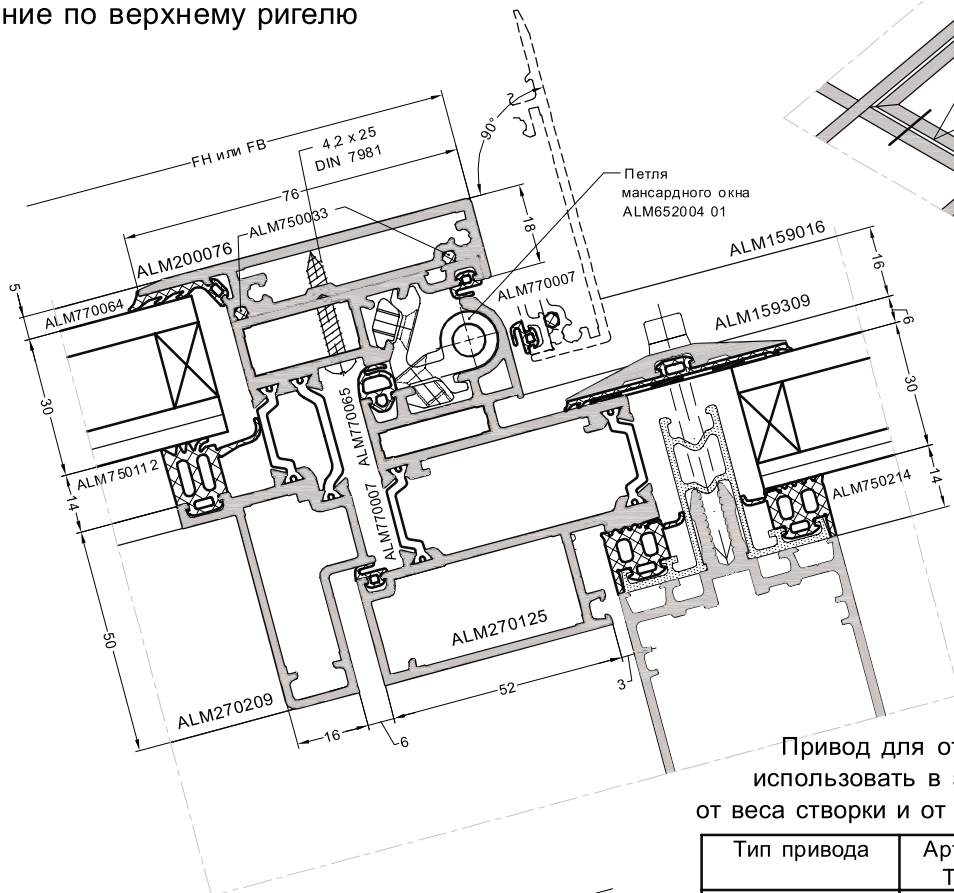 ние по верхнему ригелю
FH или FB
4,2 x 25
DIN 7981
90°
76
Петля
мансардного окна
ALM652004 01
ALM750033
18
ALM200076
ALM159016
16
5
ALM770064
ALM770007
ALM159309
6
30
30
ALM770065
ALM750112
ALM750214
14
14
ALM770007
50
ALM270125
ALM270209
52
3
16
6
Привод для от
использовать в з
от веса створки и от
Тип привода
Арт
Т